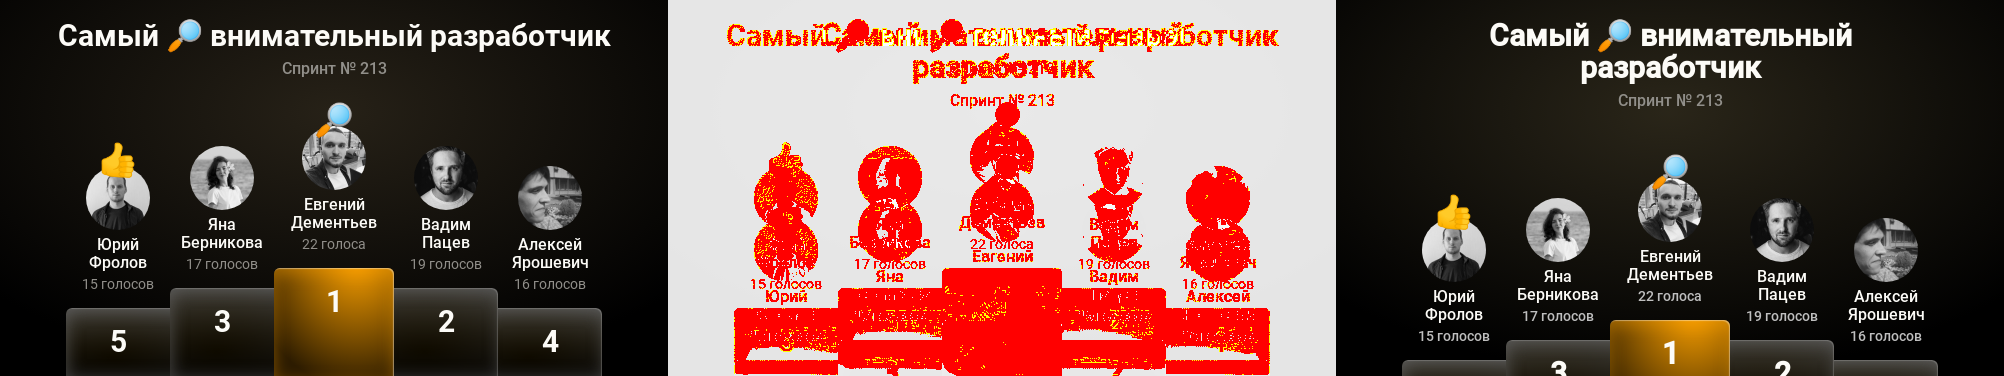 Самый 🔎 внимательный разработчик
Спринт № 213
Евгений
Дементьев
22 голоса
Яна
Берникова
17 голосов
Вадим
Пацев
19 голосов
Юрий
Фролов
15 голосов
Алексей
Ярошевич
16 голосов
1
3
2
5
4
разработчик
Спринт № 213
22 голоса
Евгений
17 голосов
Яна
19 голосов
Вадим
15 голосов
Юрий
16 голосов
Алексей
Самый 🔎 внимательный
разработчик
Спринт № 213
Евгений
Дементьев
22 голоса
Яна
Берникова
17 голосов
Вадим
Пацев
19 голосов
Юрий
Фролов
15 голосов
Алексей
Ярошевич
16 голосов
1
3
2